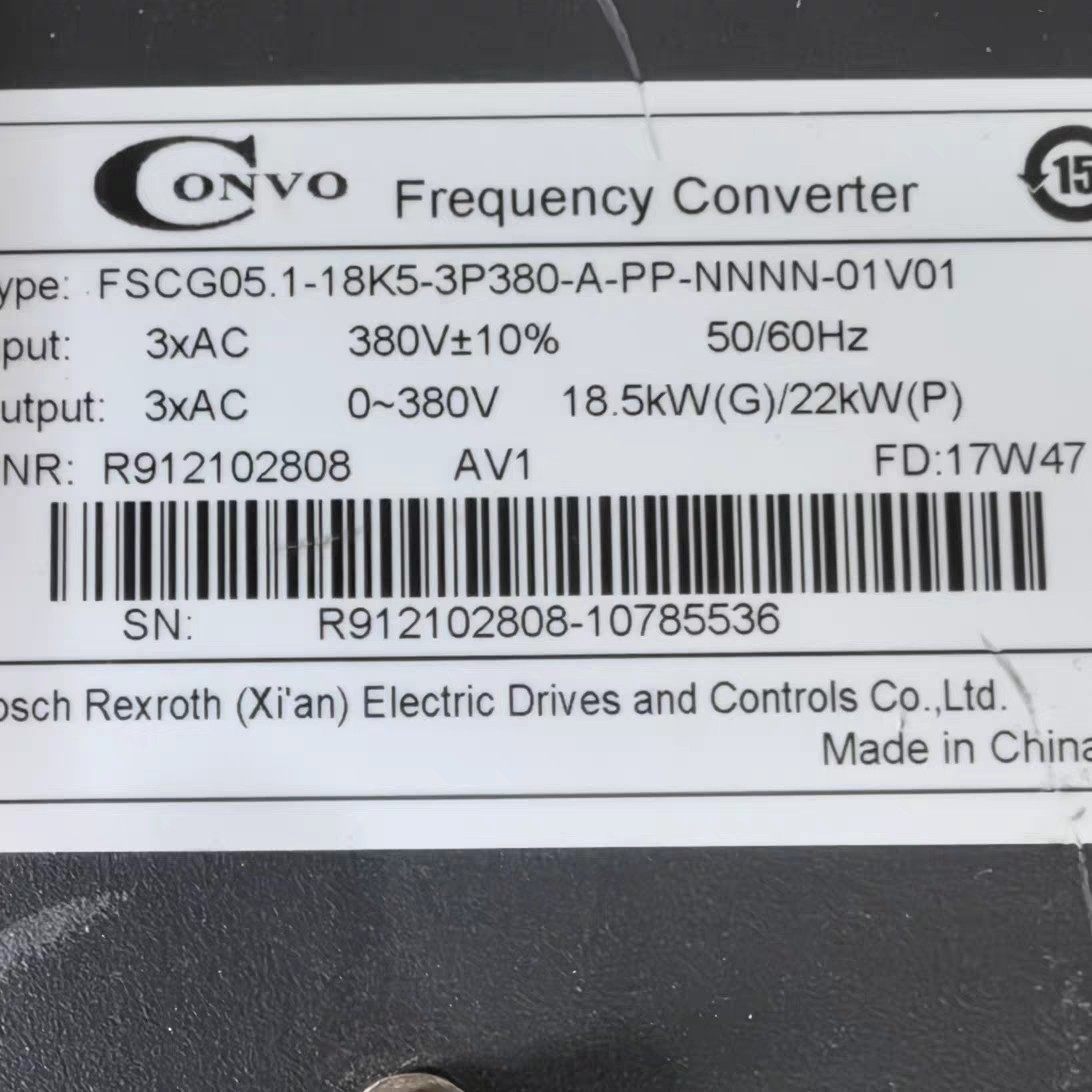 CONVO Frequency Converter 15
ype: FSCG05.1-18K5-3P380-A-PP-NNNN-01V01
put: 3xAC 380V±10% 50/60Hz
utput: 3xAC 0~380V 18.5kW(G)/22kW(P)
NR: R912102808 AV1 FD:17W47
SN: R912102808-10785536
osch Rexroth (Xi'an) Electric Drives and Controls Co.,Ltd.
Made in China